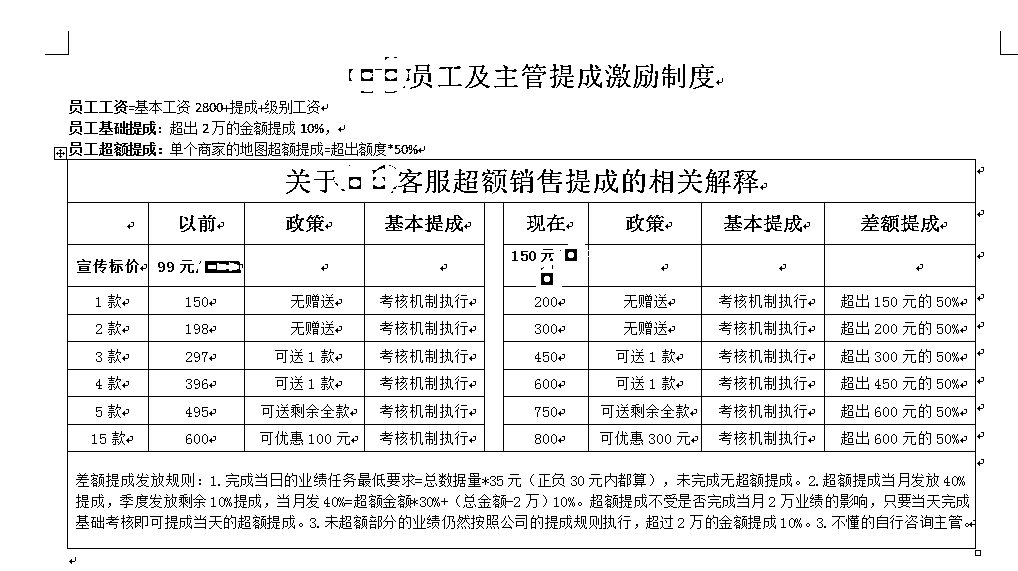 员工及主管提成激励制度
员工工资=基本工资 2800+提成+级别工资
员工基础提成：超出 2 万的金额提成 10%，
员工超额提成：单个商家的地图超额提成=超出额度*50%
关于 客服超额销售提成的相关解释
以前 政策 基本提成 现在 政策 基本提成 差额提成
宣传标价 99 元/ 150 元
1 款 150 无赠送 考核机制执行 200 无赠送 考核机制执行 超出 150 元的 50%
2 款 198 无赠送 考核机制执行 300 无赠送 考核机制执行 超出 200 元的 50%
3 款 297 可送 1 款 考核机制执行 450 可送 1 款 考核机制执行 超出 300 元的 50%
4 款 396 可送 1 款 考核机制执行 600 可送 1 款 考核机制执行 超出 450 元的 50%
5 款 495 可送剩余全款 考核机制执行 750 可送剩余全款 考核机制执行 超出 600 元的 50%
15 款 600 可优惠 100 元 考核机制执行 800 可优惠 300 元 考核机制执行 超出 600 元的 50%
差额提成发放规则：1.完成当日的业绩任务最低要求=总数据量*35 元（正负 30 元内都算），未完成无超额提成。2.超额提成当月发放 40%
提成，季度发放剩余 10%提成，当月发 40%=超额金额*30%+（总金额-2 万）10%。超额提成不受是否完成当月 2 万业绩的影响，只要当天完成
基础考核即可提成当天的超额提成。3.未超额部分的业绩仍然按照公司的提成规则执行，超过 2 万的金额提成 10%。3.不懂的自行咨询主管。